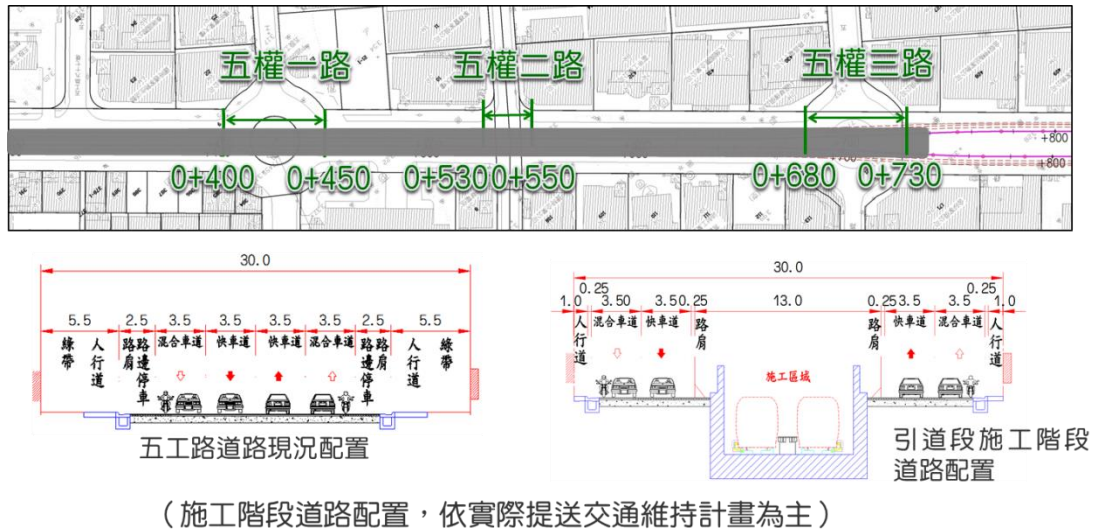 五權一路 五權二路 五權三路
+800
+800
0+400 0+450 0+530 0+550 0+680 0+730
30.0
5.5 2.5 3.5 3.5 3.5 3.5 2.5 5.5
綠帶 人行道 路肩 路邊停車 混合車道 快車道 快車道 混合車道 路邊停車 路肩 人行道 綠帶
五工路道路現況配置
30.0
0.25 0.25
1.0 3.50 3.5 0.25 13.0 0.25 3.5 3.5 1.0
人行道 混合車道 快車道 路肩 路肩 快車道 混合車道 人行道
施工區域
引道段施工階段
道路配置
（施工階段道路配置，依實際提送交通維持計畫為主）